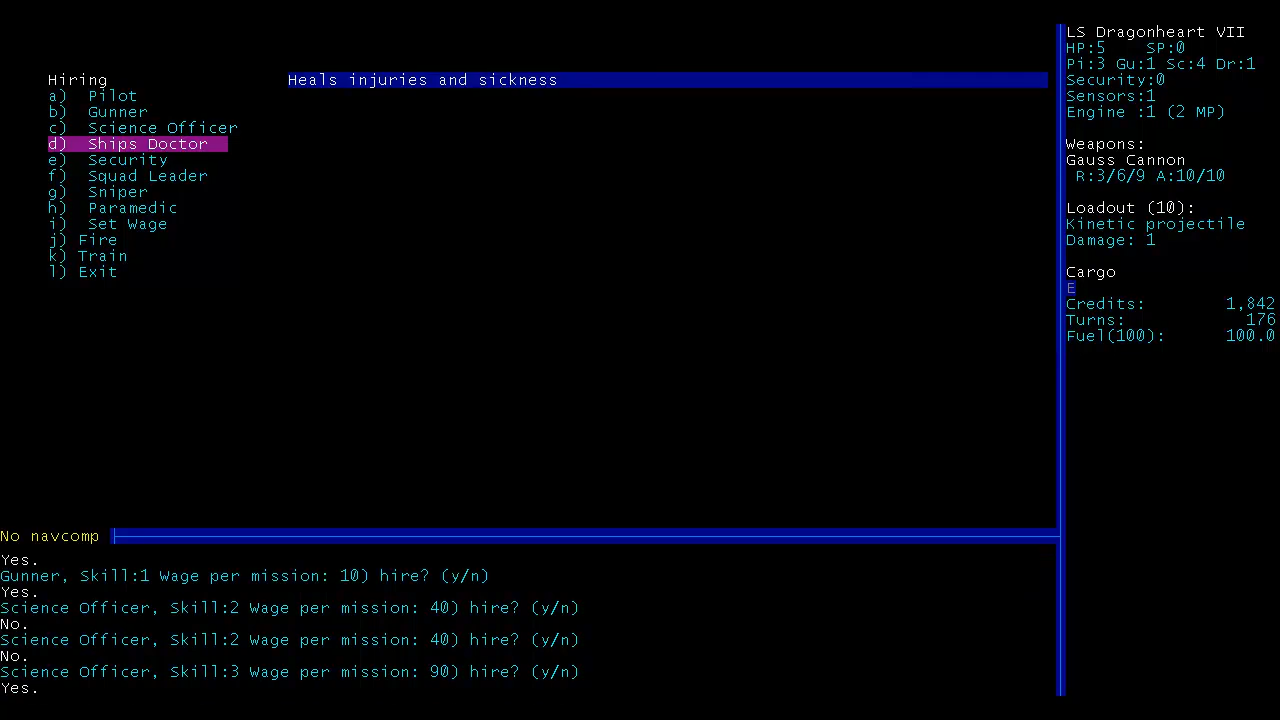 Hiring
Heals injuries and sickness
a) Pilot
b) Gunner
c) Science Officer
d) Ships Doctor
e) Security
f) Squad Leader
g) Sniper
h) Paramedic
i) Set Wage
j) Fire
k) Train
l) Exit
LS Dragonheart VII
HP:5 SP:0
Pi:3 Gu:1 Sc:4 Dr:1
Security:0
Sensors:1
Engine :1 (2 MP)
Weapons:
Gauss Cannon
R:3/6/9 A:10/10
Loadout (10):
Kinetic projectile
Damage: 1
Cargo
E
Credits: 1,842
Turns: 176
Fuel(100): 100.0
No navcomp
Yes.
Gunner, Skill:1 Wage per mission: 10) hire? (y/n)
Yes.
Science Officer, Skill:2 Wage per mission: 40) hire? (y/n)
No.
Science Officer, Skill:2 Wage per mission: 40) hire? (y/n)
No.
Science Officer, Skill:3 Wage per mission: 90) hire? (y/n)
Yes.